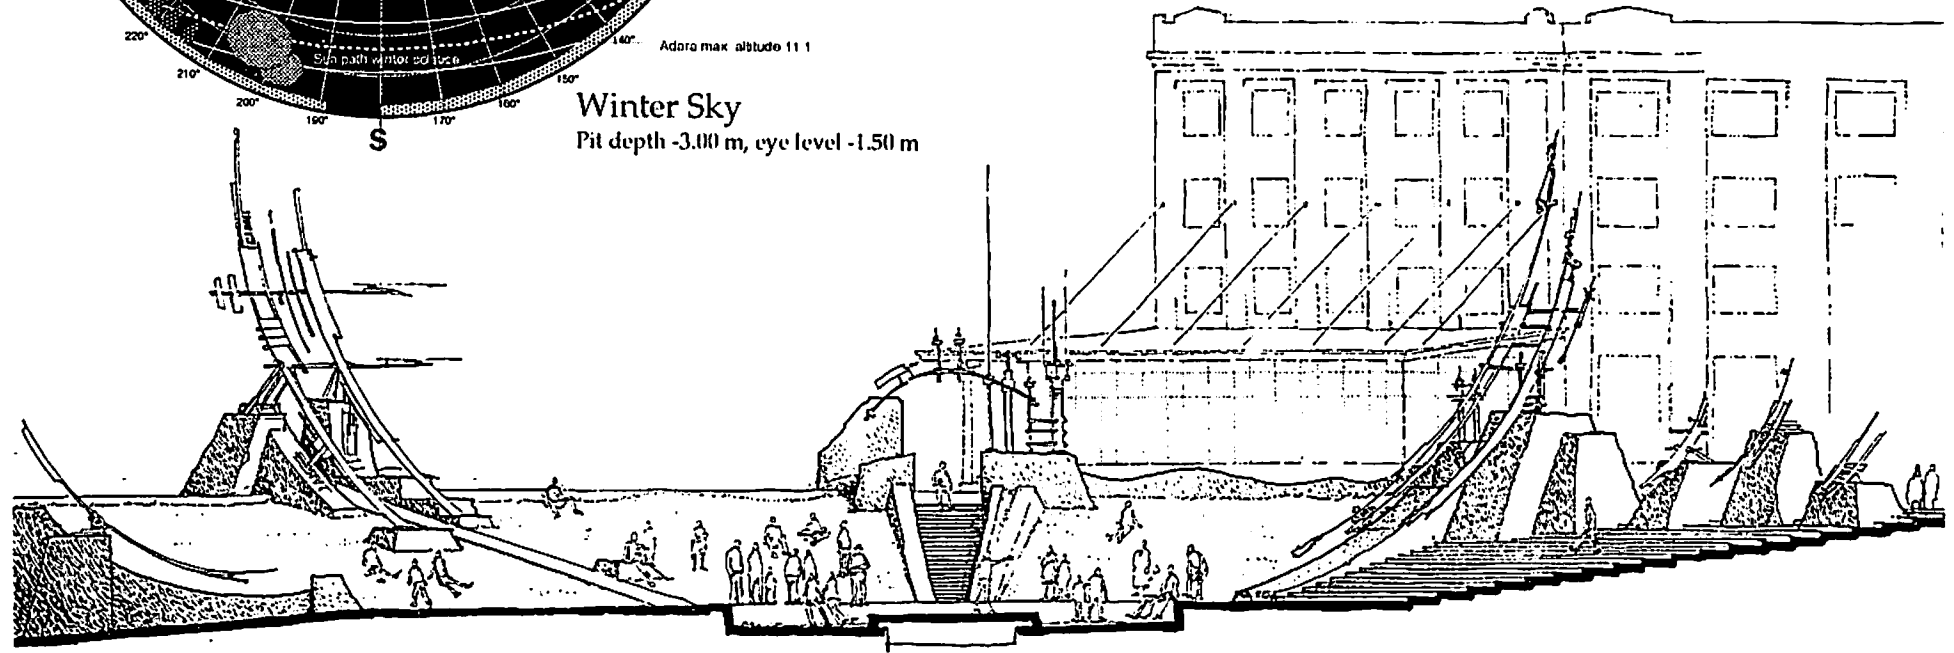 220°
210°
200°
190°
S
170°
160°
150°
140°
Sun path winter solstice
Adara max altitude 11 1
Winter Sky
Pit depth -3.00 m, eye level -1.50 m